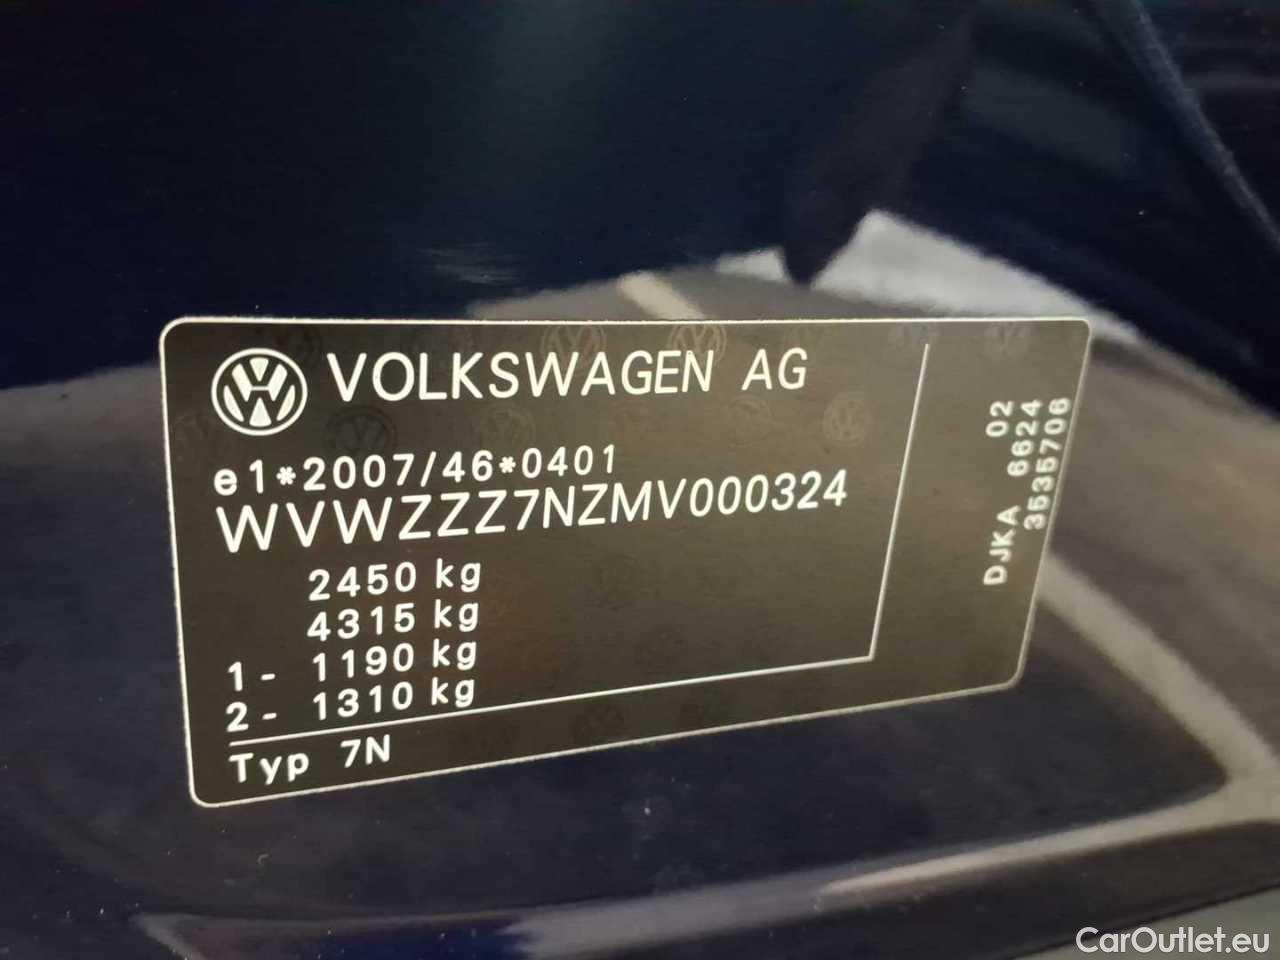 VOLKSWAGEN AG
e1*2007/46*0401
WVWZZZ7NZMV000324
2450 kg
4315 kg
1- 1190 kg
2- 1310 kg
Typ 7N
DJKA 6624 02
3535706
CarOutlet.eu